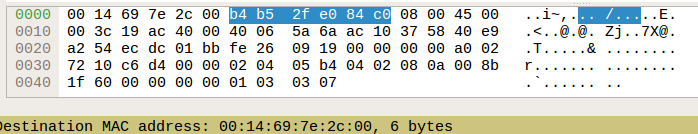 0000 00 14 69 7e 2c 00 b4 b5 2f e0 84 c0 08 00 45 00 ..i~,... /.....E.
0010 00 3c 19 ac 40 00 40 06 5a 6a ac 10 37 58 40 e9 .<..@.@. Zj..7X@.
0020 a2 54 ec dc 01 bb fe 26 09 19 00 00 00 00 a0 02 .T.....& ........
0030 72 10 c6 d4 00 00 02 04 05 b4 04 02 08 0a 00 8b r....... ........
0040 1f 60 00 00 00 00 01 03 03 07 .`...... ..
Destination MAC address: 00:14:69:7e:2c:00, 6 bytes